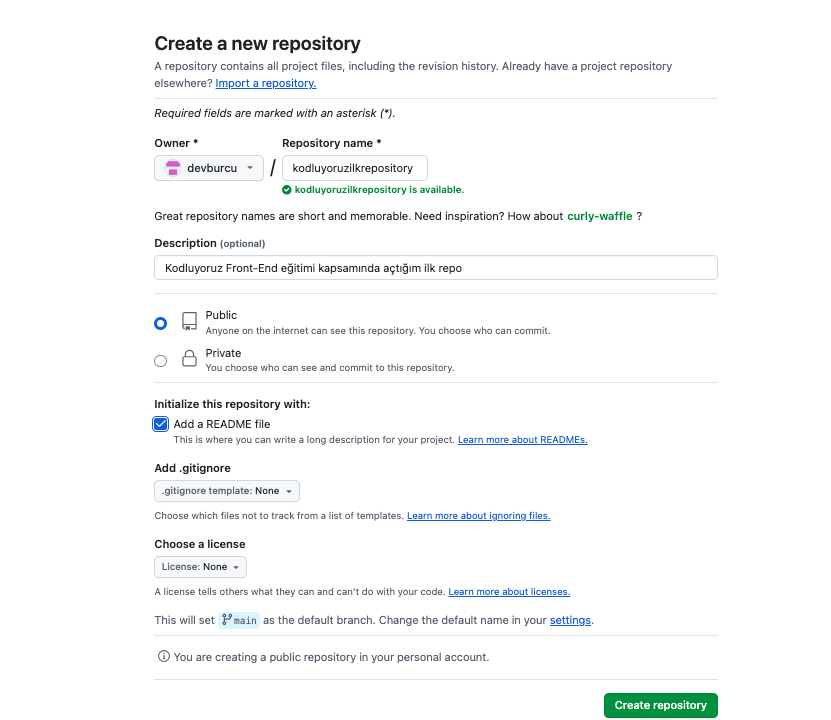 Create a new repository
A repository contains all project files, including the revision history. Already have a project repository
elsewhere? Import a repository.
Required fields are marked with an asterisk (*).
Owner * Repository name *
devburcu / kodluyoruzilkrepository
kodluyoruzilkrepository is available.
Great repository names are short and memorable. Need inspiration? How about curly-waffle ?
Description (optional)
Kodluyoruz Front-End eğitimi kapsamında açtığım ilk repo
Public
Anyone on the internet can see this repository. You choose who can commit.
Private
You choose who can see and commit to this repository.
Initialize this repository with:
Add a README file
This is where you can write a long description for your project. Learn more about READMEs.
Add .gitignore
.gitignore template: None
Choose which files not to track from a list of templates. Learn more about ignoring files.
Choose a license
License: None
A license tells others what they can and can't do with your code. Learn more about licenses.
This will set main as the default branch. Change the default name in your settings.
You are creating a public repository in your personal account.
Create repository